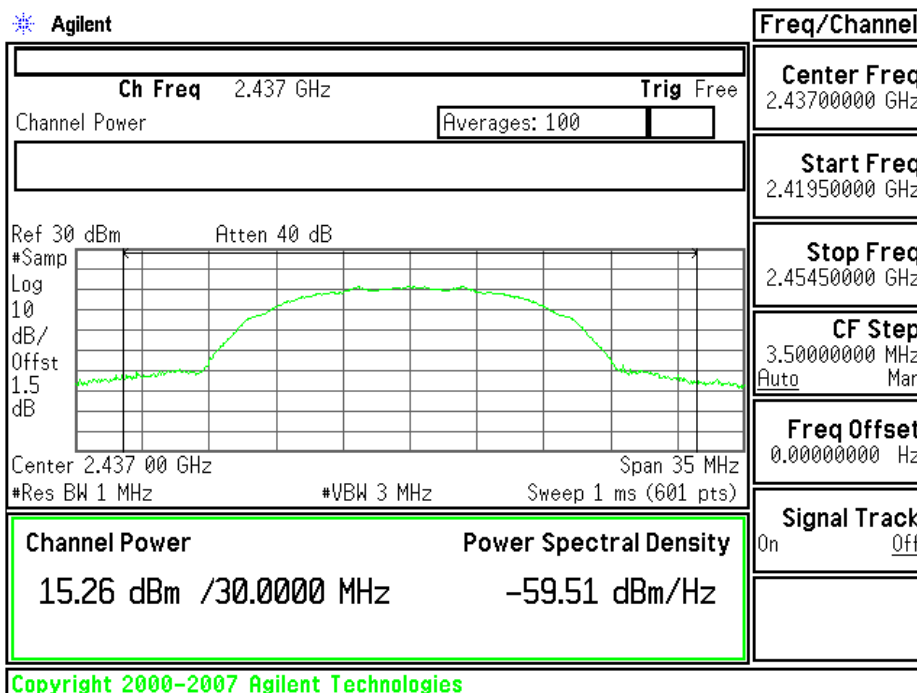 Agilent
Freq/Channel
Ch Freq 2.437 GHz Trig Free
Channel Power Averages: 100
Ref 30 dBm Atten 40 dB
#Samp
Log
10
dB/
Offst
1.5
dB
Center 2.437 00 GHz Span 35 MHz
#Res BW 1 MHz #VBW 3 MHz Sweep 1 ms (601 pts)
Channel Power Power Spectral Density
15.26 dBm /30.0000 MHz -59.51 dBm/Hz
Copyright 2000-2007 Agilent Technologies
Center Freq
2.43700000 GHz
Start Freq
2.41950000 GHz
Stop Freq
2.45450000 GHz
CF Step
3.50000000 MHz
Auto Man
Freq Offset
0.00000000 Hz
Signal Track
On Off